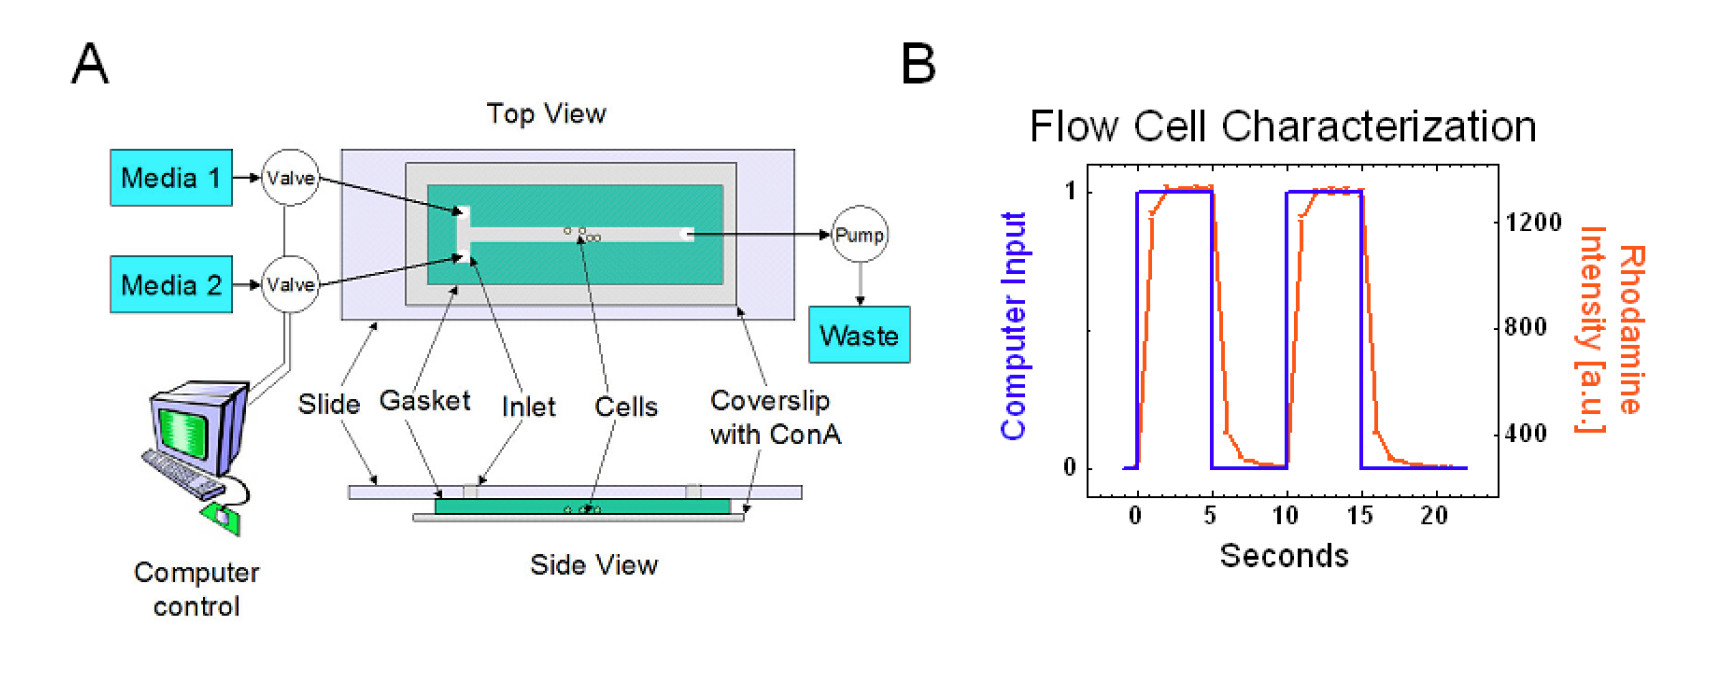 A
Top View
Media 1
Valve
Media 2
Valve
Pump
Waste
Slide
Gasket
Inlet
Cells
Coverslip
with ConA
Side View
Computer
control
B
Flow Cell Characterization
Computer Input
1
0
1200
800
400
Rhodamine
Intensity [a.u.]
0 5 10 15 20
Seconds